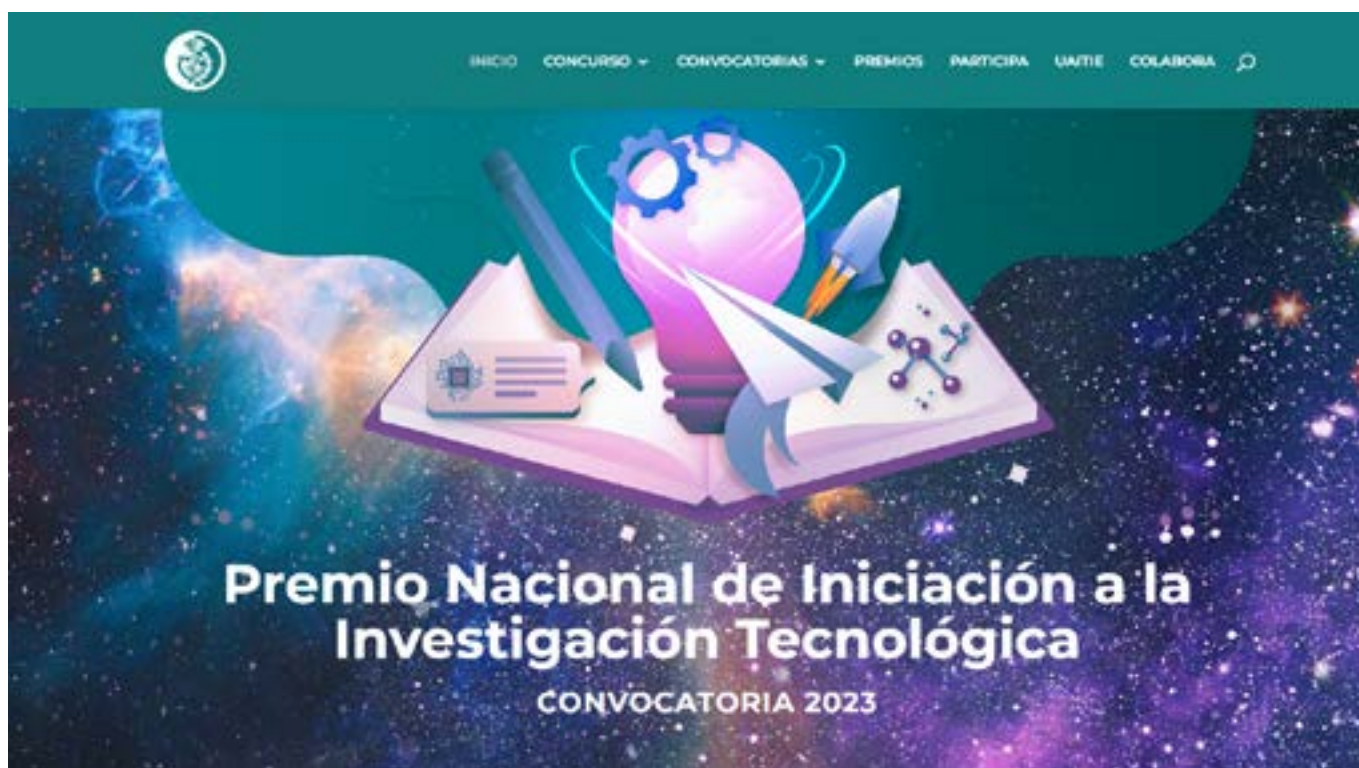 INICIO CONCURSO CONVOCATORIAS PREMIOS PARTICIPA UAITIE COLABORA
Premio Nacional de Iniciación a la
Investigación Tecnológica
CONVOCATORIA 2023